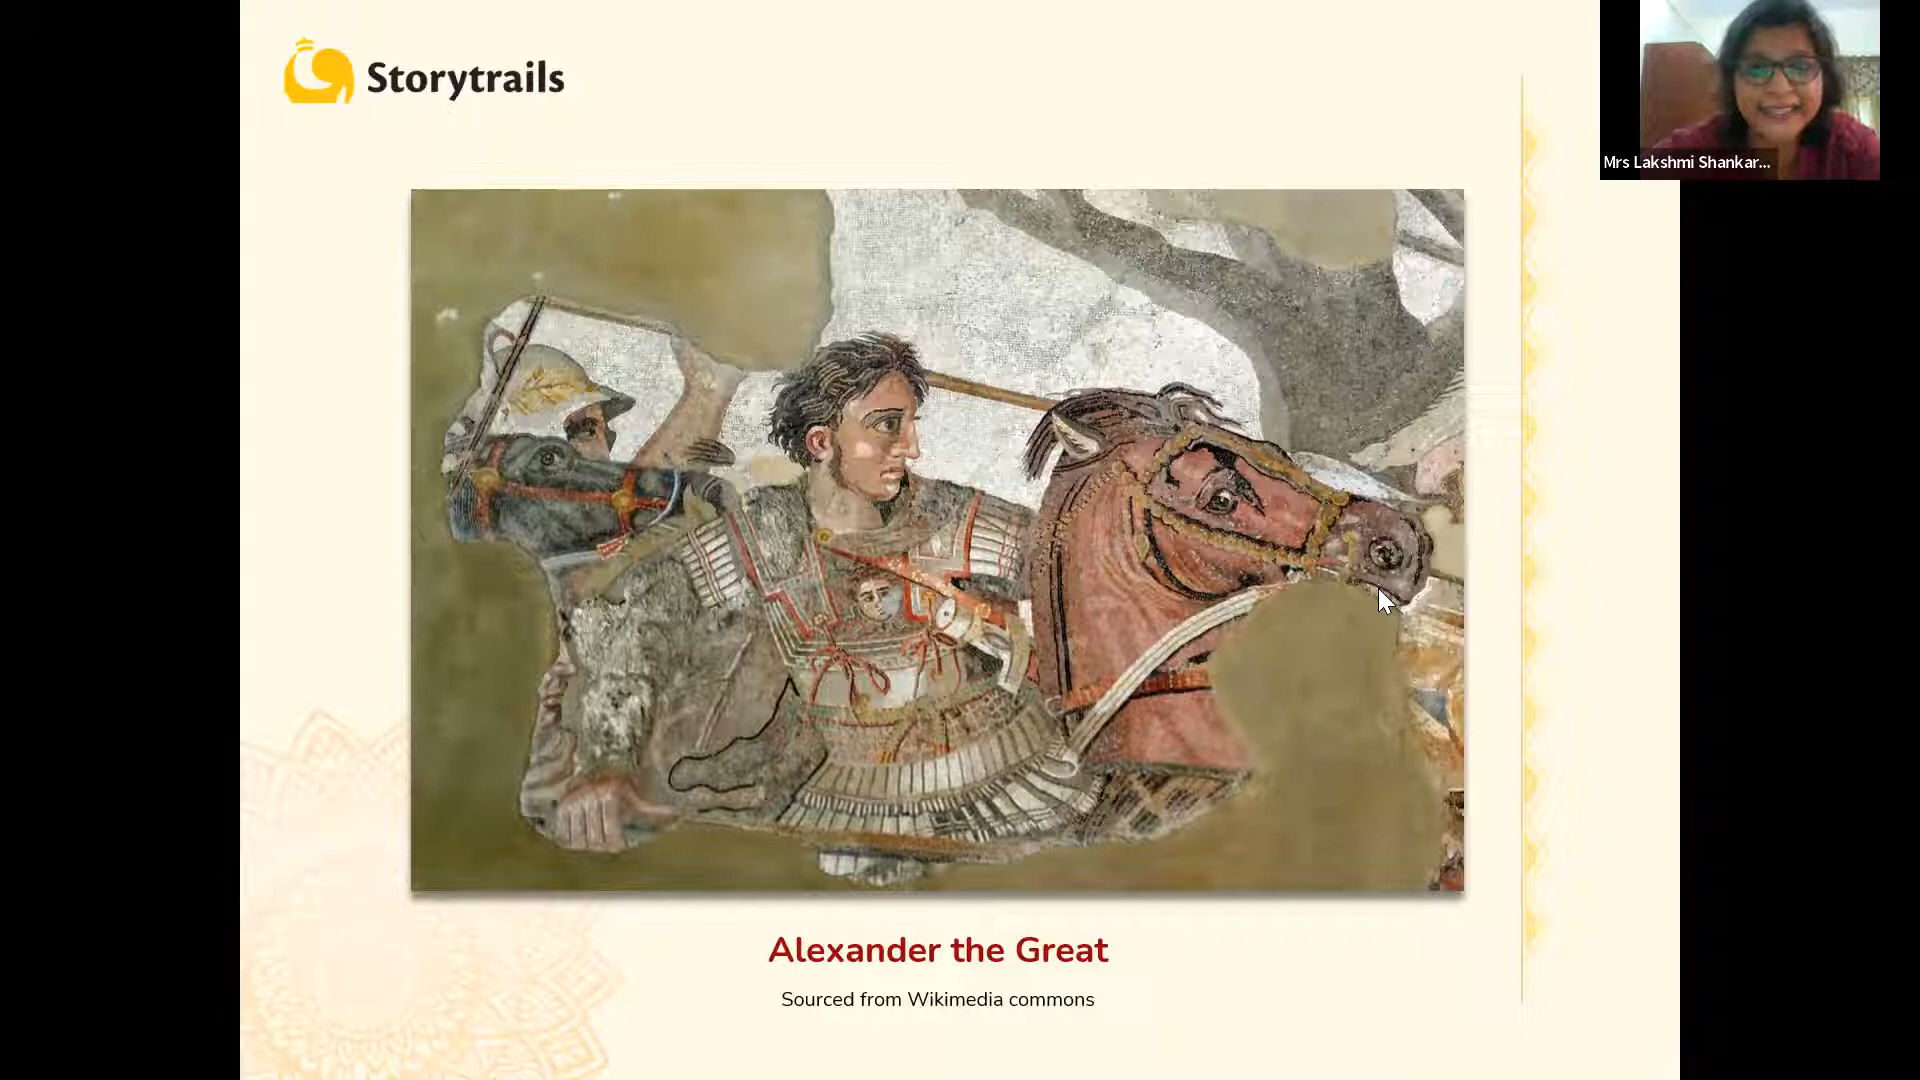 Storytrails
Mrs Lakshmi Shankar...
Alexander the Great
Sourced from Wikimedia commons